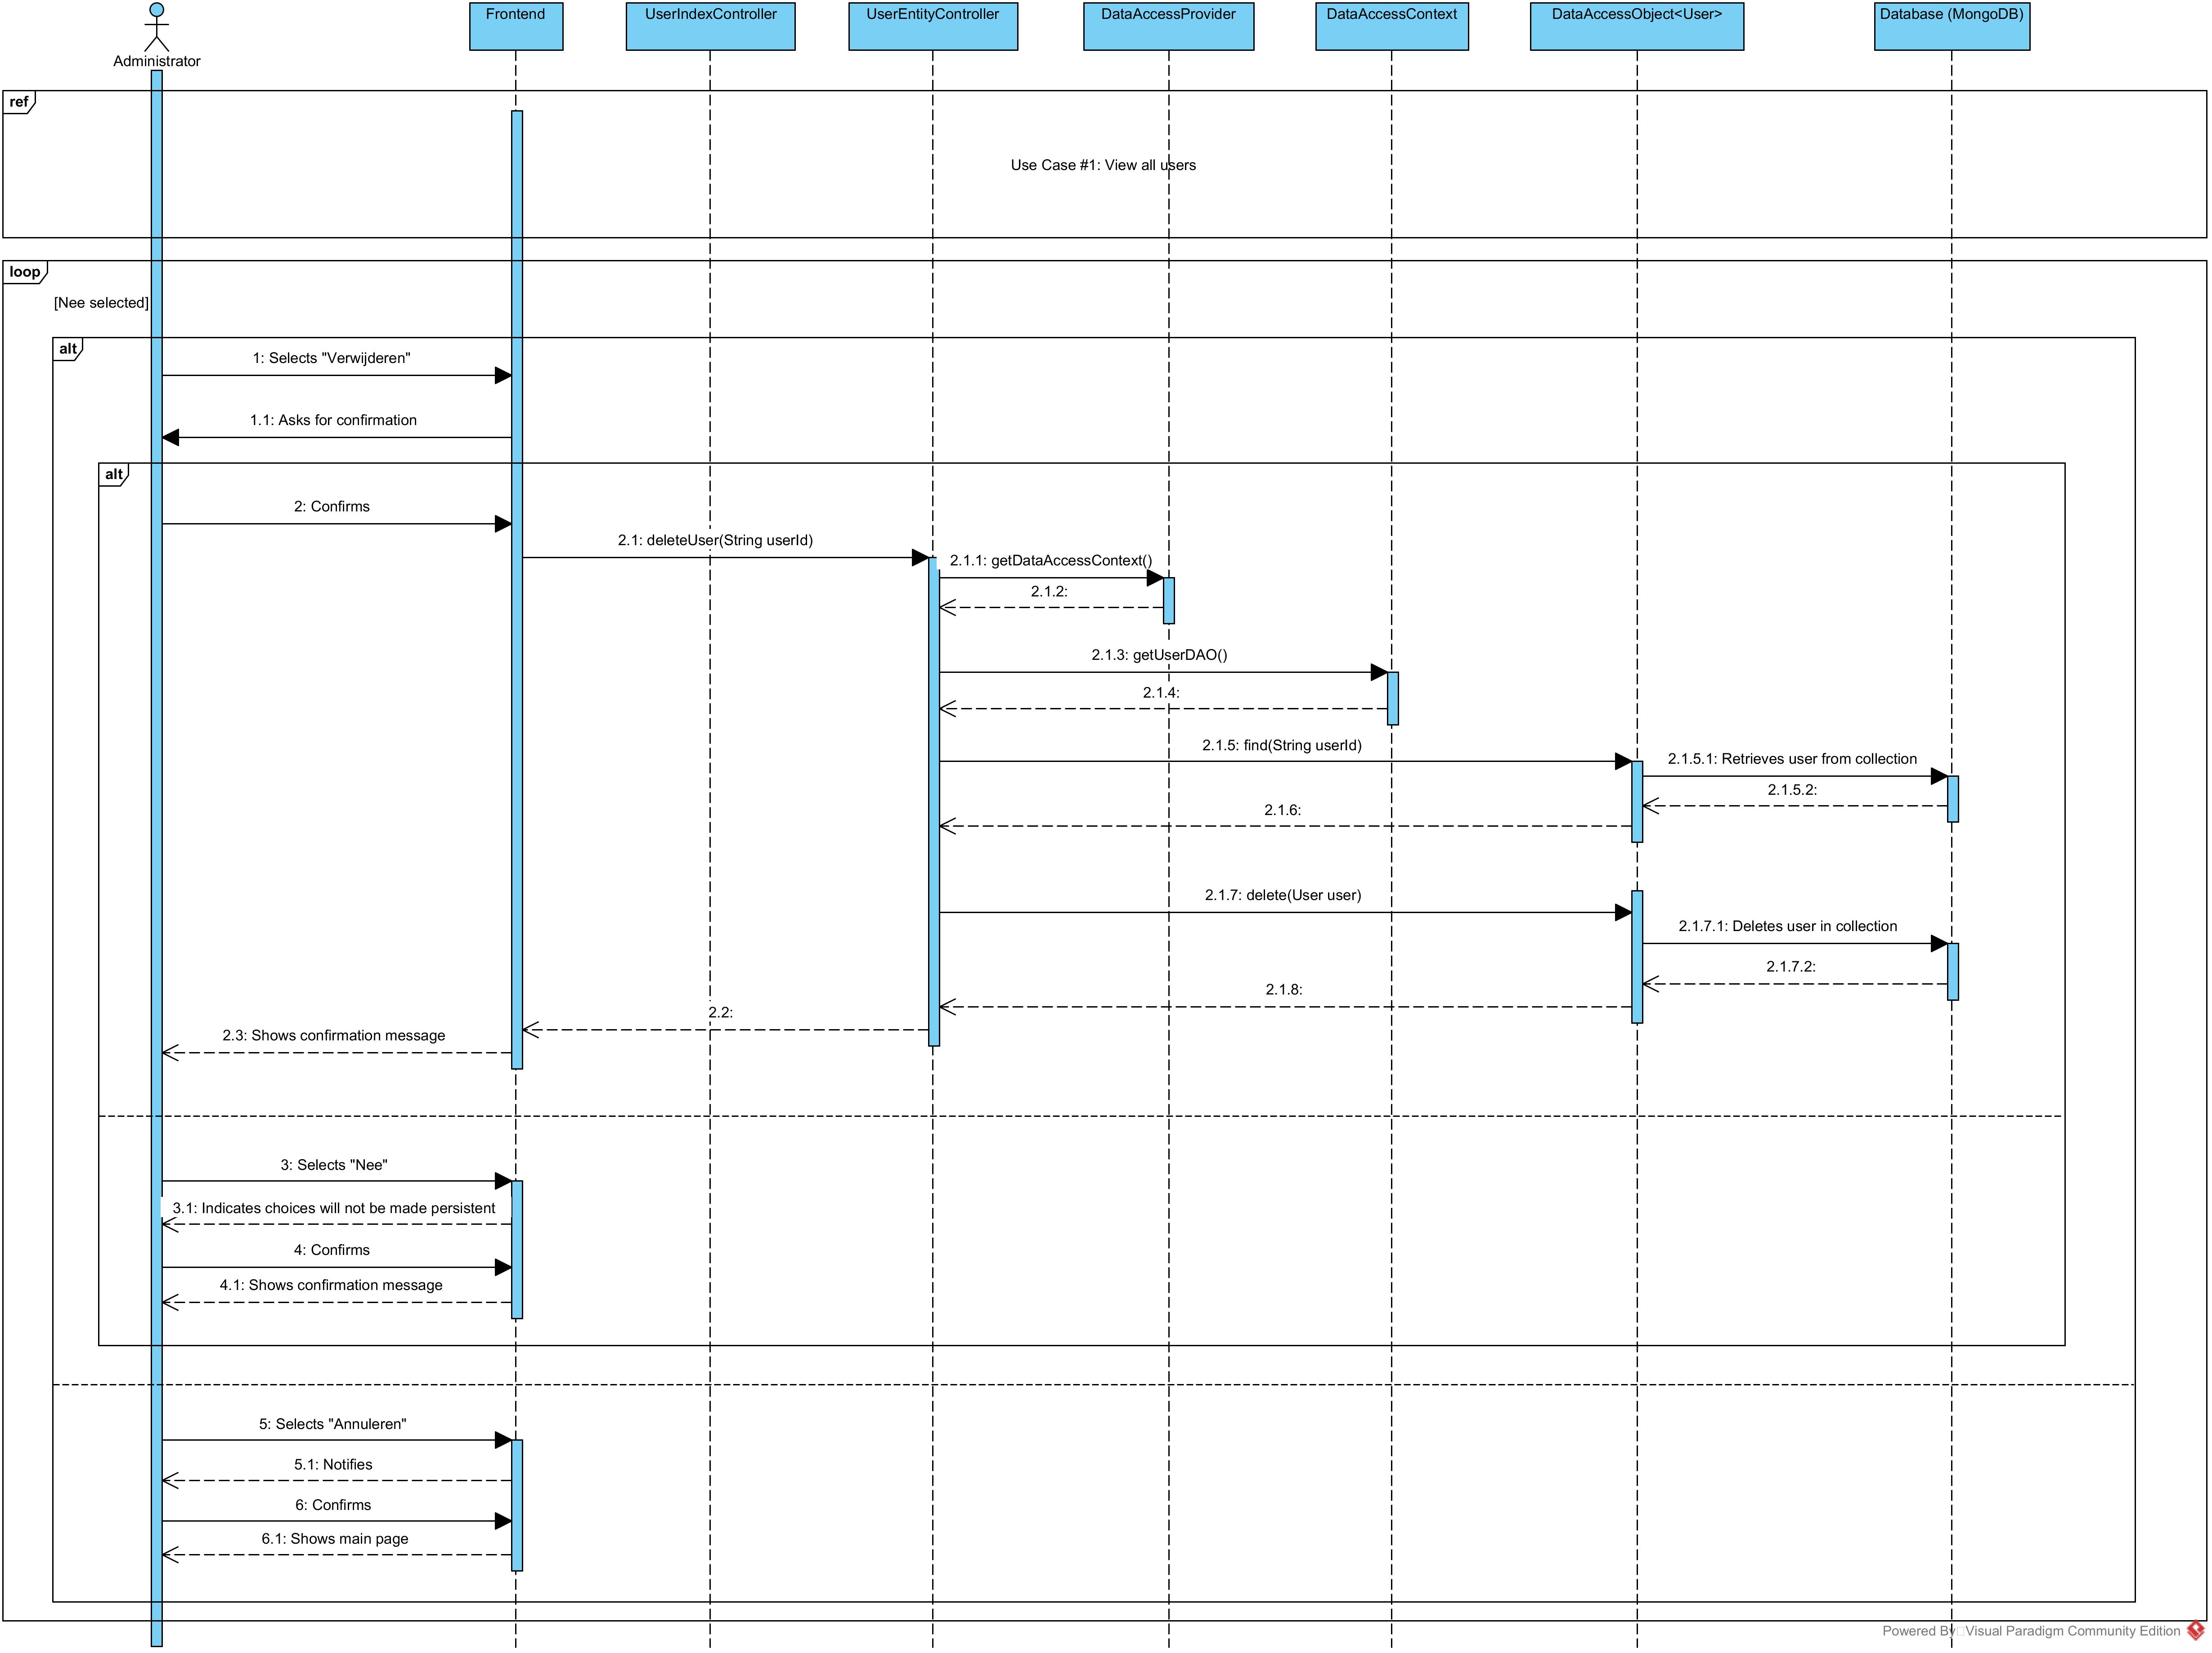 Administrator
Frontend
UserIndexController
UserEntityController
DataAccessProvider
DataAccessContext
DataAccessObject<User>
Database (MongoDB)
ref
Use Case #1: View all users
loop
[Nee selected]
alt
1: Selects "Verwijderen"
1.1: Asks for confirmation
alt
2: Confirms
2.1: deleteUser(String userId)
2.1.1: getDataAccessContext()
2.1.2:
2.1.3: getUserDAO()
2.1.4:
2.1.5: find(String userId)
2.1.5.1: Retrieves user from collection
2.1.5.2:
2.1.6:
2.1.7: delete(User user)
2.1.7.1: Deletes user in collection
2.1.7.2:
2.1.8:
2.2:
2.3: Shows confirmation message
3: Selects "Nee"
3.1: Indicates choices will not be made persistent
4: Confirms
4.1: Shows confirmation message
5: Selects "Annuleren"
5.1: Notifies
6: Confirms
6.1: Shows main page
Powered By Visual Paradigm Community Edition